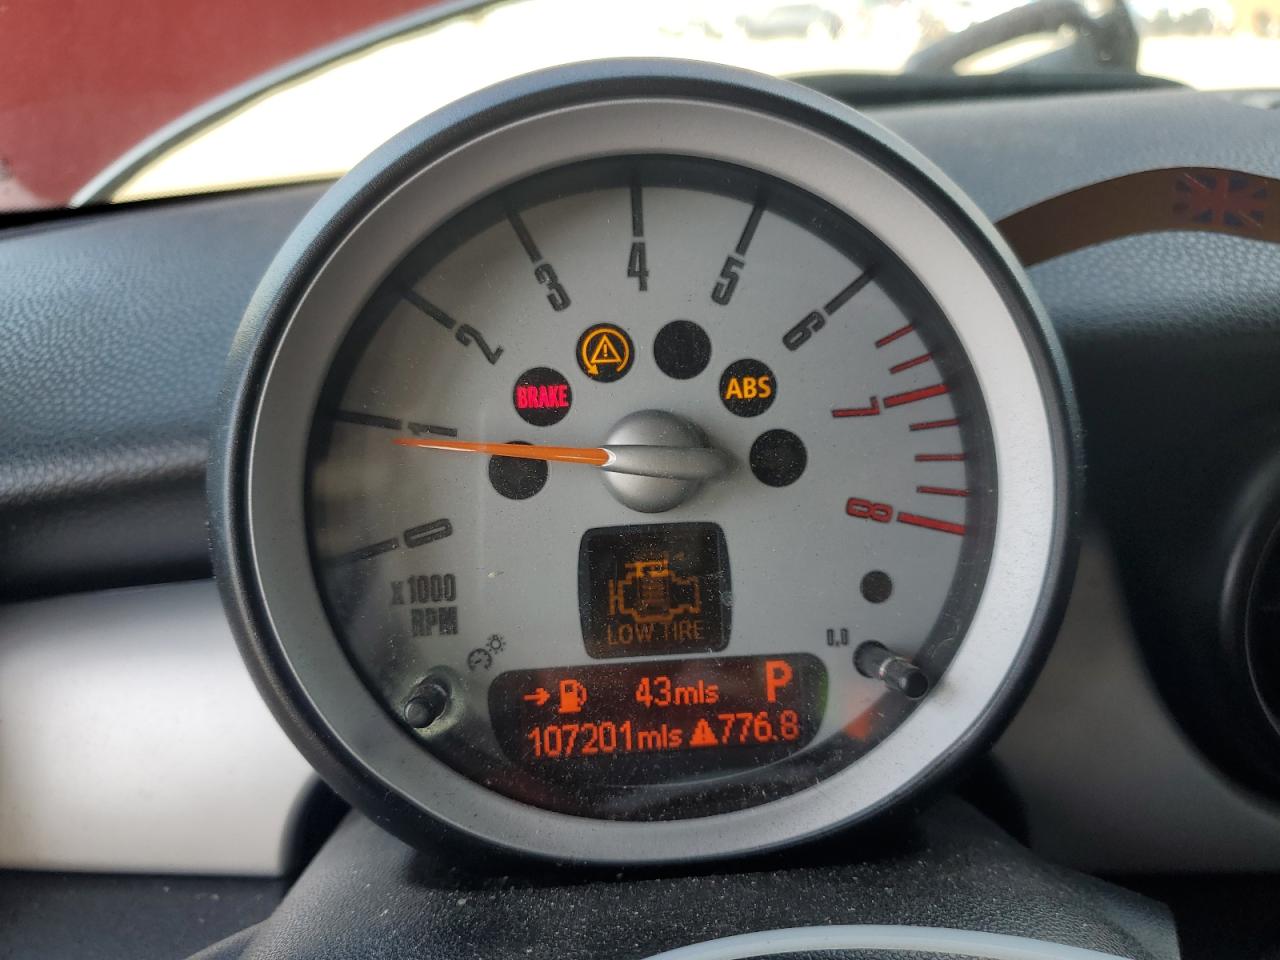 4
3
5
2
6
BRAKE
ABS
1
7
0
8
x1000
RPM
LOW TIRE
0.0
43mls P
107201mls 776.8